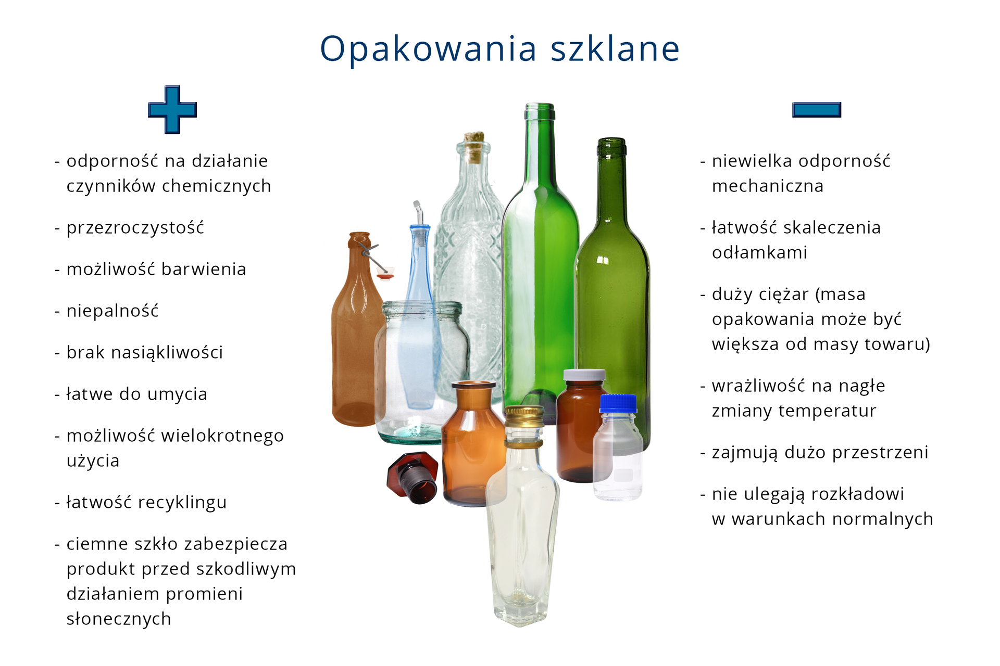 Opakowania szklane
- odporność na działanie
czynników chemicznych
- przezroczystość
- możliwość barwienia
- niepalność
- brak nasiąkliwości
- łatwe do umycia
- możliwość wielokrotnego
użycia
- łatwość recyklingu
- ciemne szkło zabezpiecza
produkt przed szkodliwym
działaniem promieni
słonecznych
- niewielka odporność
mechaniczna
- łatwość skaleczenia
odłamkami
- duży ciężar (masa
opakowania może być
większa od masy towaru)
- wrażliwość na nagłe
zmiany temperatur
- zajmują dużo przestrzeni
- nie ulegają rozkładowi
w warunkach normalnych